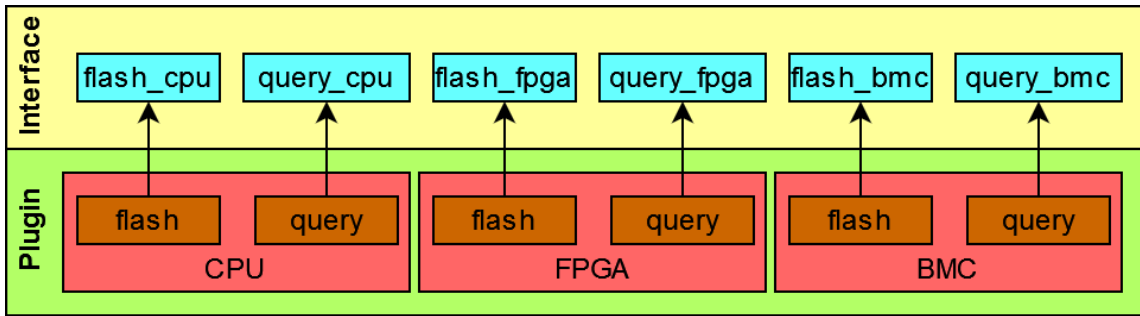 Interface
flash_cpu
query_cpu
flash_fpga
query_fpga
flash_bmc
query_bmc
Plugin
flash
query
CPU
flash
query
FPGA
flash
query
BMC